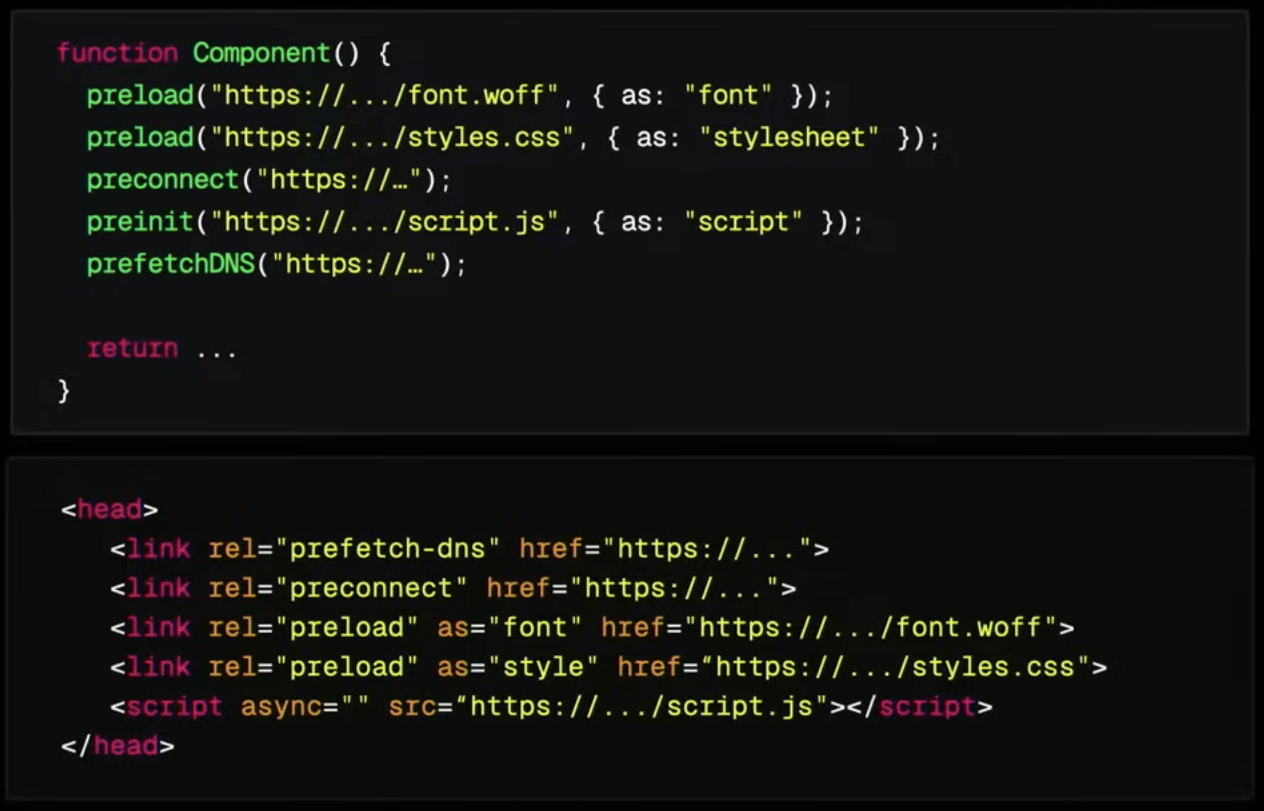 function Component() {
preload("https://.../font.woff", { as: "font" });
preload("https://.../styles.css", { as: "stylesheet" });
preconnect("https://…");
preinit("https://.../script.js", { as: "script" });
prefetchDNS("https://…");
return ...
}
<head>
<link rel="prefetch-dns" href="https://...">
<link rel="preconnect" href="https://...">
<link rel="preload" as="font" href="https://.../font.woff">
<link rel="preload" as="style" href=“https://.../styles.css">
<script async="" src=“https://.../script.js"></script>
</head>